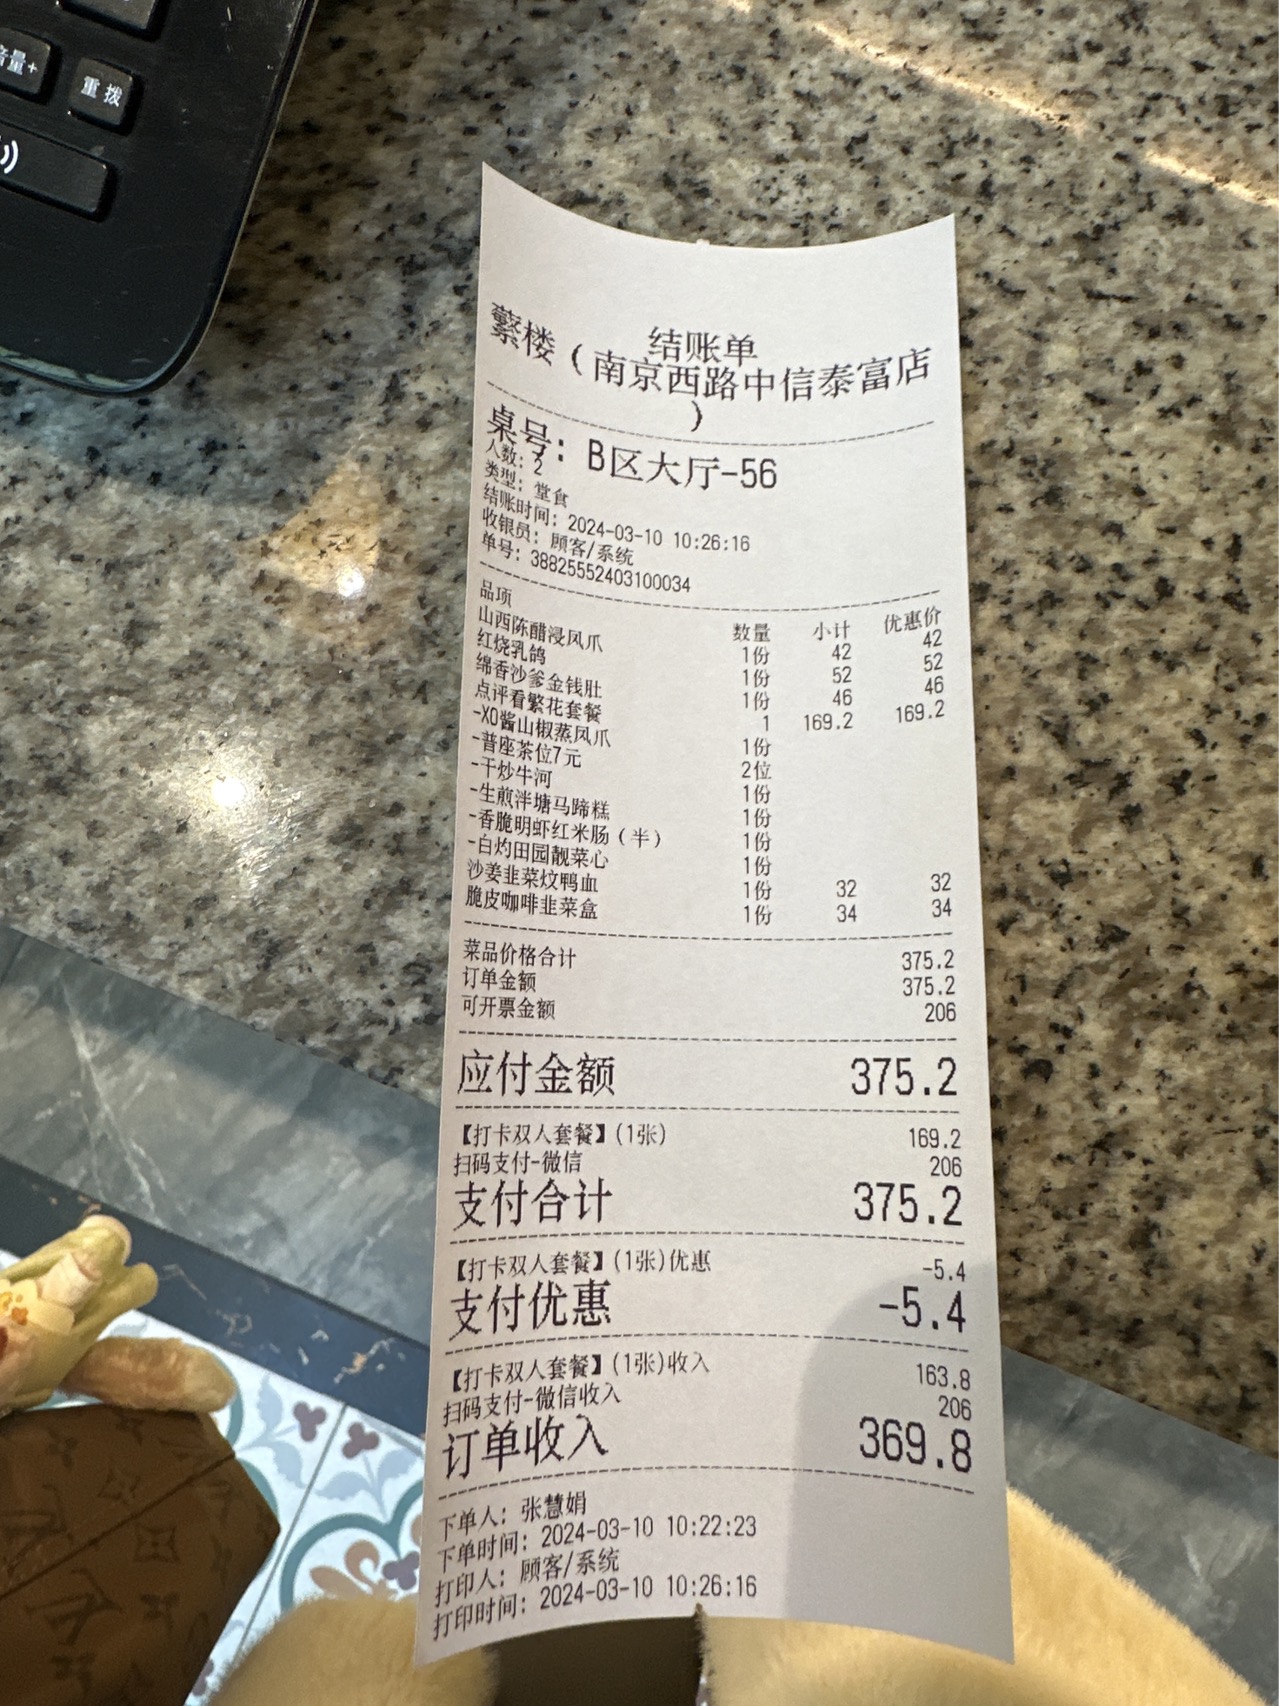 音量+
重拨
结账单
蘩楼（南京西路中信泰富店
）
桌号：B区大厅-56
人数：2
类型：堂食
结账时间：2024-03-10 10:26:16
收银员：顾客/系统
单号：38825552403100034
品项 数量 小计 优惠价
山西陈醋浸凤爪 1份 42 42
红烧乳鸽 1份 52 52
绵香沙爹金钱肚 1份 46 46
点评看繁花套餐 1 169.2 169.2
-XO酱山椒蒸凤爪 1份
-普座茶位7元 2位
-干炒牛河 1份
-生煎泮塘马蹄糕 1份
-香脆明虾红米肠（半） 1份
-白灼田园靓菜心 1份
沙姜韭菜炆鸭血 1份 32 32
脆皮咖啡韭菜盒 1份 34 34
菜品价格合计 375.2
订单金额 375.2
可开票金额 206
应付金额 375.2
【打卡双人套餐】(1张) 169.2
扫码支付-微信 206
支付合计 375.2
【打卡双人套餐】(1张)优惠 -5.4
支付优惠 -5.4
【打卡双人套餐】(1张)收入 163.8
扫码支付-微信收入 206
订单收入 369.8
下单人：张慧娟
下单时间：2024-03-10 10:22:23
打印人：顾客/系统
打印时间：2024-03-10 10:26:16